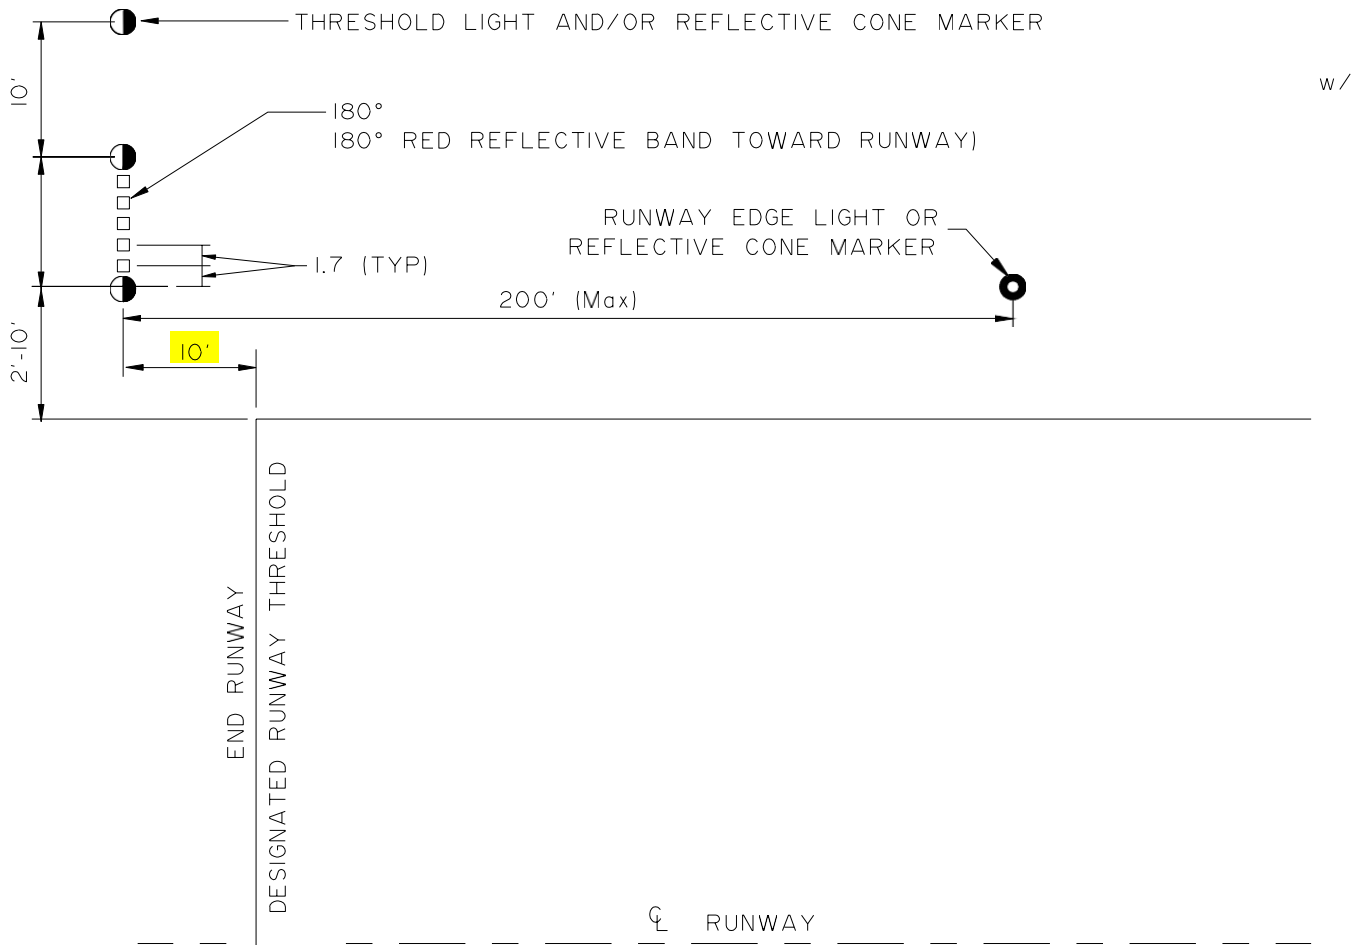 THRESHOLD LIGHT AND/OR REFLECTIVE CONE MARKER
w/
10'
180°
180° RED REFLECTIVE BAND TOWARD RUNWAY)
RUNWAY EDGE LIGHT OR
REFLECTIVE CONE MARKER
1.7 (TYP)
200' (Max)
2'-10'
10'
END RUNWAY
DESIGNATED RUNWAY THRESHOLD
℄ RUNWAY